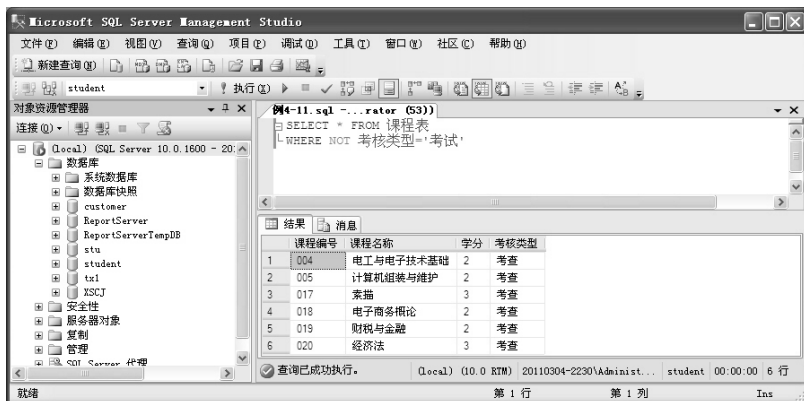 Microsoft SQL Server Management Studio
文件(F) 编辑(E) 视图(V) 查询(Q) 项目(P) 调试(D) 工具(T) 窗口(W) 社区(C) 帮助(H)
新建查询(N)
student 执行(X)
对象资源管理器
连接(O)
(local) (SQL Server 10.0.1600 - 20:
数据库
系统数据库
数据库快照
customer
ReportServer
ReportServerTempDB
stu
student
tx1
XSCJ
安全性
服务器对象
复制
管理
SQL Server 代理
例4-11.sql -...rator (53))
SELECT * FROM 课程表
WHERE NOT 考核类型='考试'
结果 消息
课程编号 课程名称 学分 考核类型
1 004 电工与电子技术基础 2 考查
2 005 计算机组装与维护 2 考查
3 017 素描 3 考查
4 018 电子商务概论 2 考查
5 019 财税与金融 2 考查
6 020 经济法 3 考查
查询已成功执行。 (local) (10.0 RTM) 20110304-2230\Administ... student 00:00:00 6 行
就绪 第 1 行 第 1 列 Ins